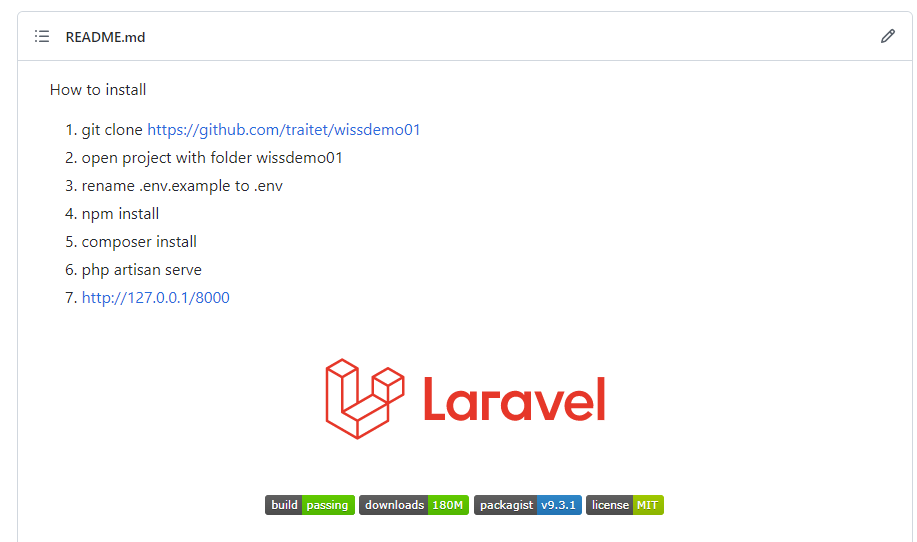 README.md
How to install
1. git clone https://github.com/traitet/wissdemo01
2. open project with folder wissdemo01
3. rename .env.example to .env
4. npm install
5. composer install
6. php artisan serve
7. http://127.0.0.1/8000
Laravel
build passing downloads 180M packagist v9.3.1 license MIT